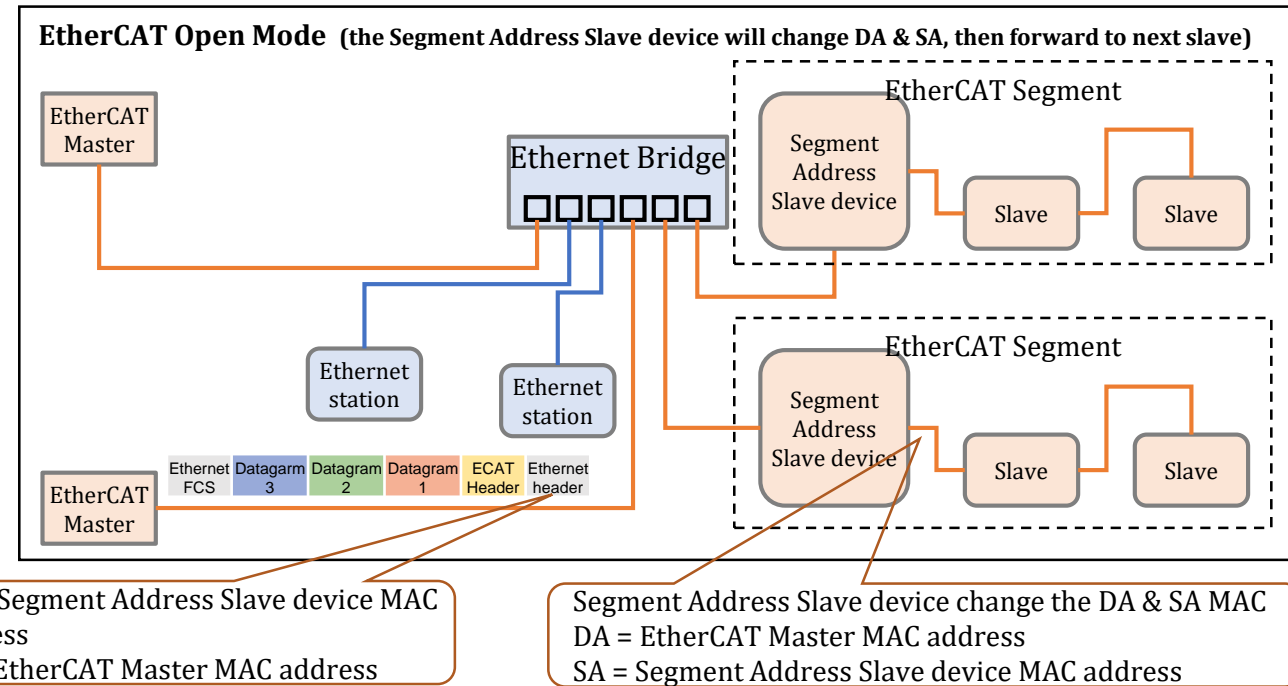 EtherCAT Open Mode (the Segment Address Slave device will change DA & SA, then forward to next slave)
EtherCAT
Master
Ethernet Bridge
EtherCAT Segment
Segment
Address
Slave device
Slave
Slave
Ethernet
station
Ethernet
station
EtherCAT Segment
Segment
Address
Slave device
Slave
Slave
EtherCAT
Master
Ethernet
FCS
Datagarm
3
Datagram
2
Datagram
1
ECAT
Header
Ethernet
header
Segment Address Slave device MAC
ess
EtherCAT Master MAC address
Segment Address Slave device change the DA & SA MAC
DA = EtherCAT Master MAC address
SA = Segment Address Slave device MAC address